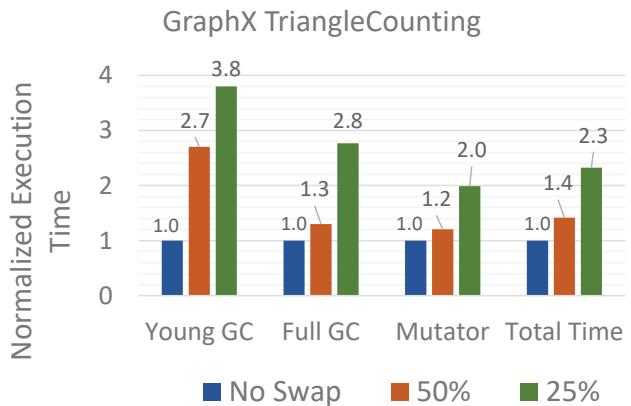 GraphX TriangleCounting
Normalized Execution
Time
4
3
2
1
0
1.0
2.7
3.8
1.0
1.3
2.8
1.0
1.2
2.0
1.0
1.4
2.3
Young GC
Full GC
Mutator
Total Time
No Swap
50%
25%